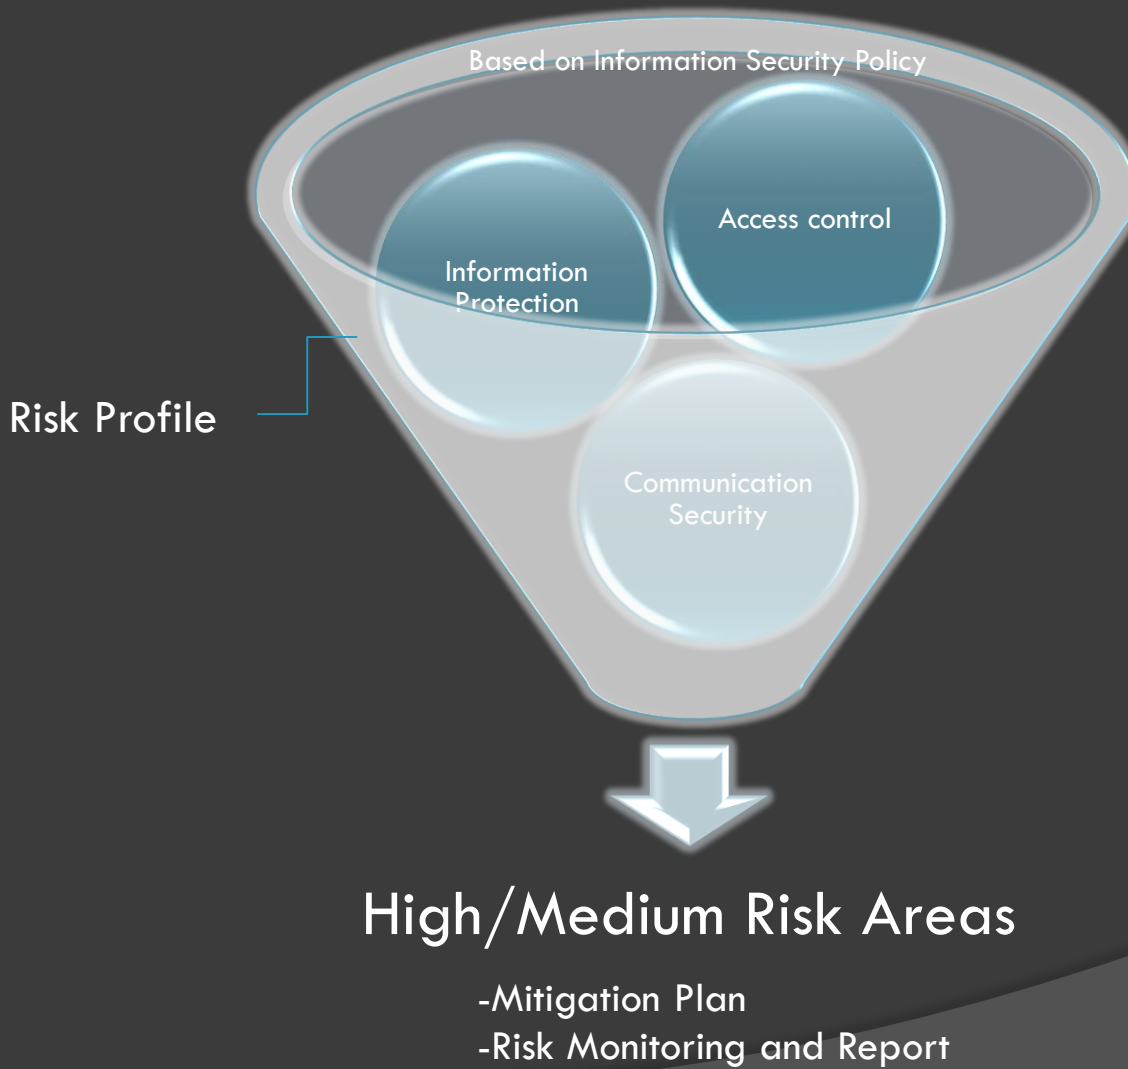 Based on Information Security Policy
Access control
Information
Protection
Risk Profile
Communication
Security
High/Medium Risk Areas
-Mitigation Plan
-Risk Monitoring and Report